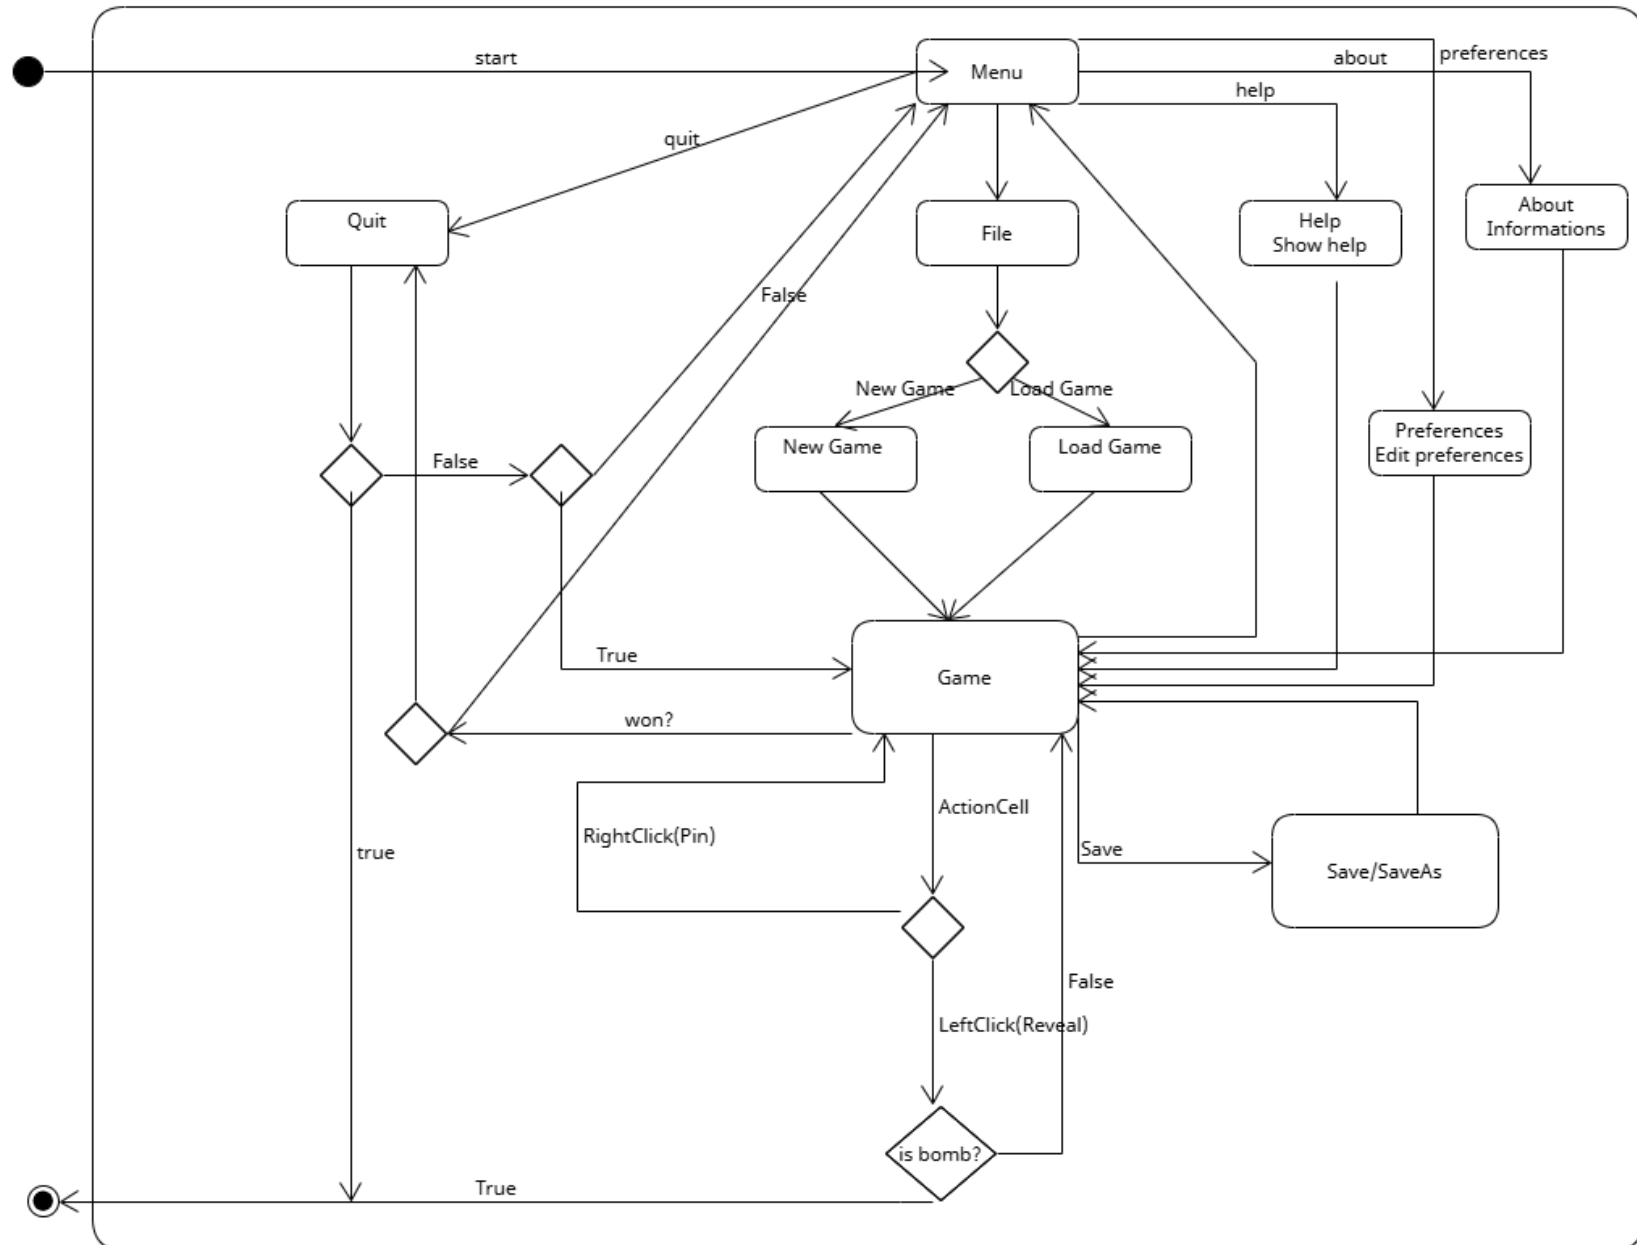 start
Menu
about
preferences
help
quit
Quit
File
Help
Show help
About
Informations
False
New Game
Load Game
New Game
Load Game
Preferences
Edit preferences
False
True
Game
won?
ActionCell
RightClick(Pin)
true
Save
Save/SaveAs
False
LeftClick(Reveal)
is bomb?
True